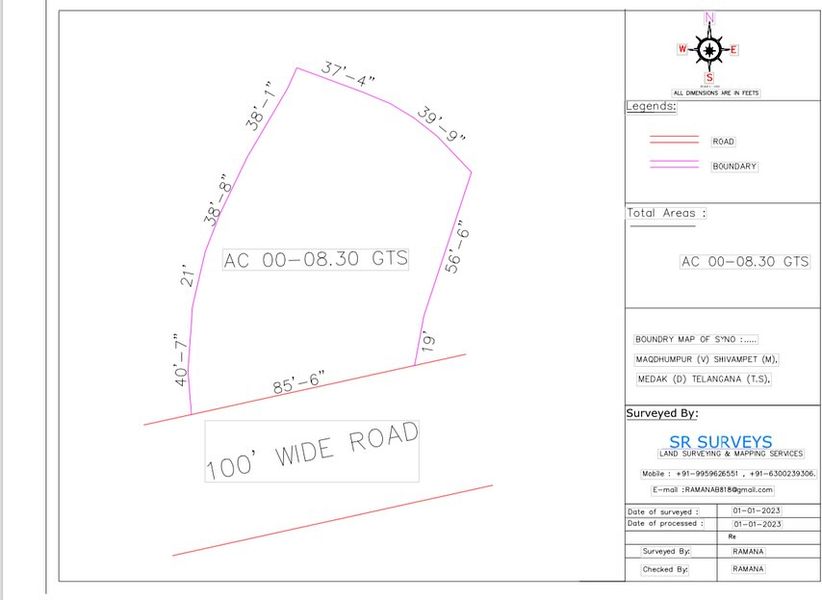 37'-4"
39'-9"
38'-1"
38'-8"
21'
40'-7"
56'-6"
19'
85'-6"
AC 00-08.30 GTS
100' WIDE ROAD
N
W
E
S
ALL DIMENSIONS ARE IN FEETS
Legends:
ROAD
BOUNDARY
Total Areas :
AC 00-08.30 GTS
BOUNDRY MAP OF SYNO :.....
MAQDHUMPUR (V) SHIVAMPET (M),
MEDAK (D) TELANGANA (T.S),
Surveyed By:
SR SURVEYS
LAND SURVEYING & MAPPING SERVICES
Mobile : +91-9959626551 , +91-6300239306.
E-mail :RAMANAB818@gmail.com
Date of surveyed : 01-01-2023
Date of processed : 01-01-2023
Re
Surveyed By: RAMANA
Checked By: RAMANA